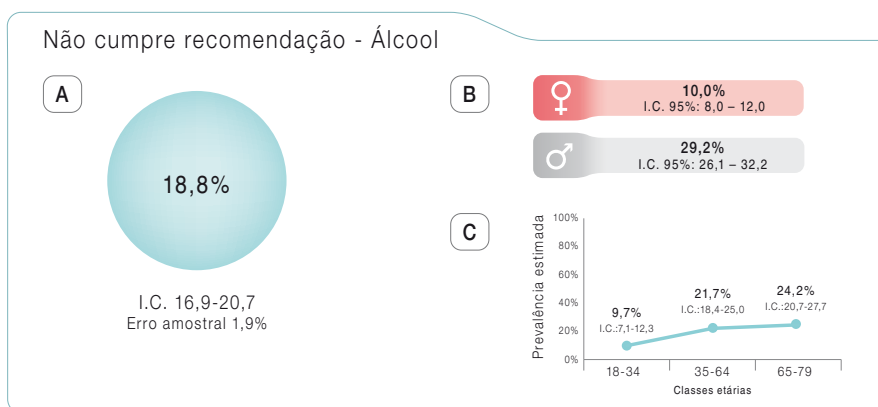 Não cumpre recomendação - Álcool
A
18,8%
I.C. 16,9-20,7
Erro amostral 1,9%
B
10,0%
I.C. 95%: 8,0 – 12,0
29,2%
I.C. 95%: 26,1 – 32,2
C
Prevalência estimada
100%
80%
60%
40%
20%
0%
9,7%
I.C.:7,1-12,3
21,7%
I.C.:18,4-25,0
24,2%
I.C.:20,7-27,7
18-34
35-64
65-79
Classes etárias